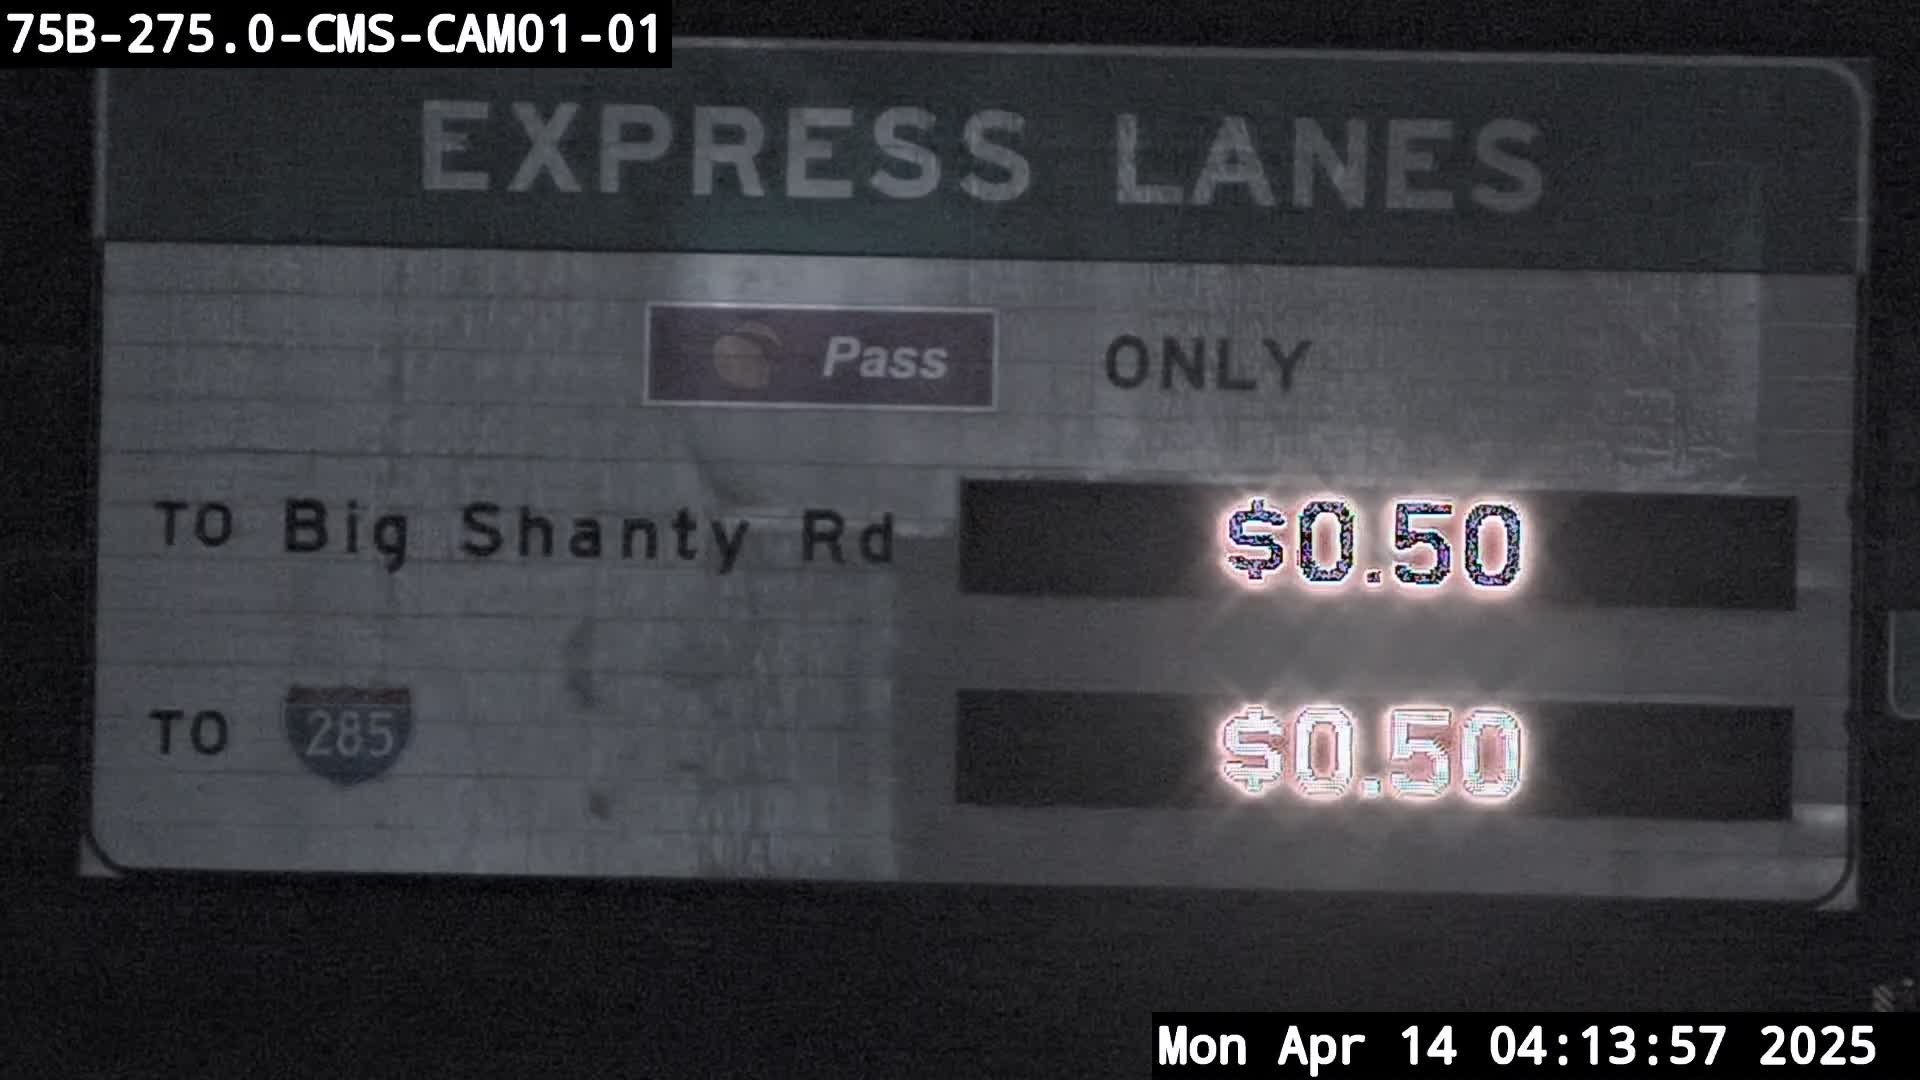 75B-275.0-CMS-CAM01-01
EXPRESS LANES
Pass ONLY
TO Big Shanty Rd $0.50
TO 285 $0.50
Mon Apr 14 04:13:57 2025